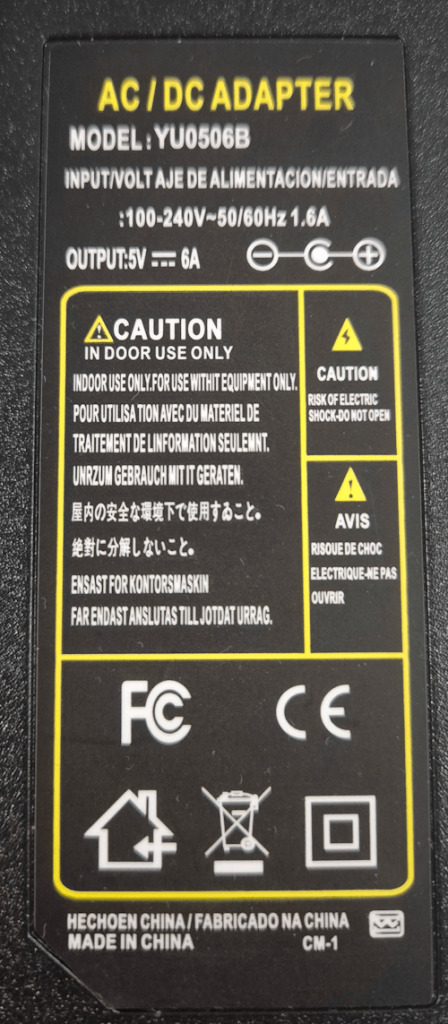 AC / DC ADAPTER
MODEL: YU0506B
INPUT/VOLT AJE DE ALIMENTACION/ENTRADA
:100-240V~50/60Hz 1.6A
OUTPUT:5V ⎓ 6A
CAUTION
IN DOOR USE ONLY
INDOOR USE ONLY.FOR USE WITHIT EQUIPMENT ONLY.
POUR UTILISA TION AVEC DU MATERIEL DE
TRAITEMENT DE LINFORMATION SEULEMNT.
UNRZUM GEBRAUCH MIT IT GERATEN.
屋内の安全な環境下で使用すゐこと。
絶對に分解しないこと。
ENSAST FOR KONTORSMASKIN
FAR ENDAST ANSLUTAS TILL JOTDAT URRAG.
CAUTION
RISK OF ELECTRIC
SHOCK-DO NOT OPEN
AVIS
RISOUE DE CHOC
ELECTRIQUE-NE PAS
OUVRIR
FC CE
HECHOEN CHINA / FABRICADO NA CHINA
MADE IN CHINA CM-1